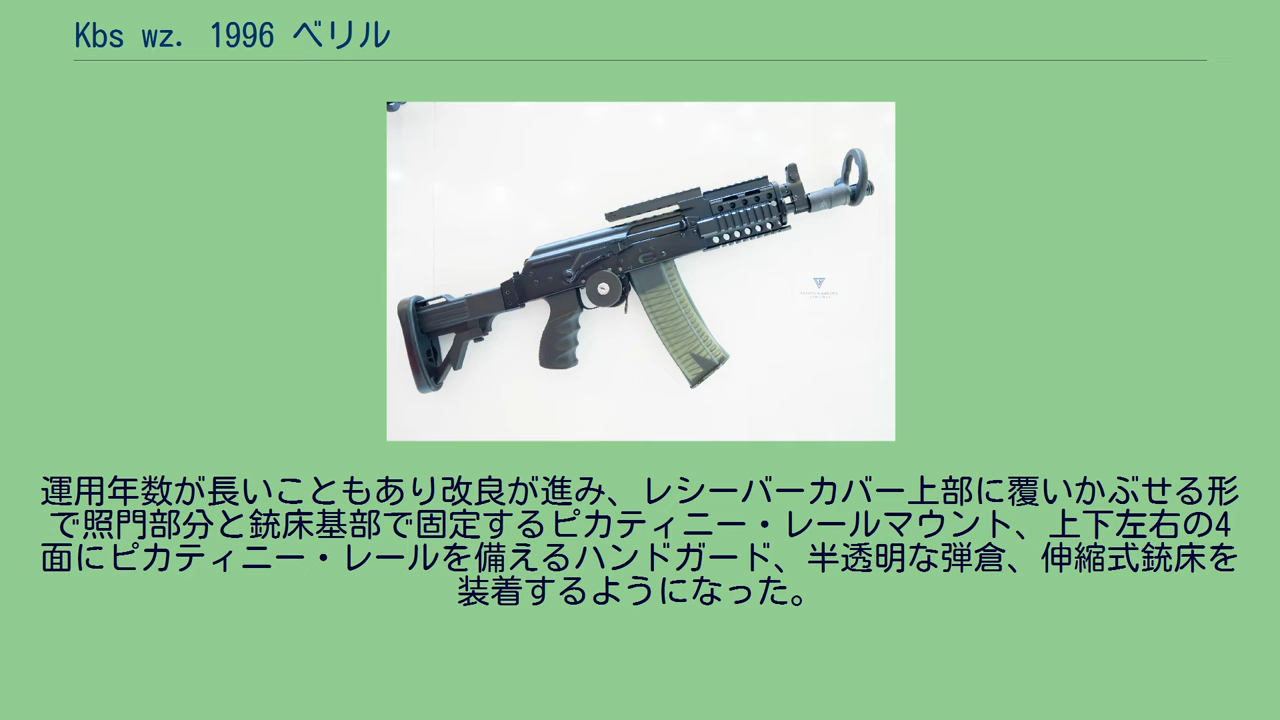 Kbs wz. 1996 ベリル
運用年数が長いこともあり改良が進み、レシーバーカバー上部に覆いかぶせる形
で照門部分と銃床基部で固定するピカティニー・レールマウント、上下左右の4
面にピカティニー・レールを備えるハンドガード、半透明な弾倉、伸縮式銃床を
装着するようになった。